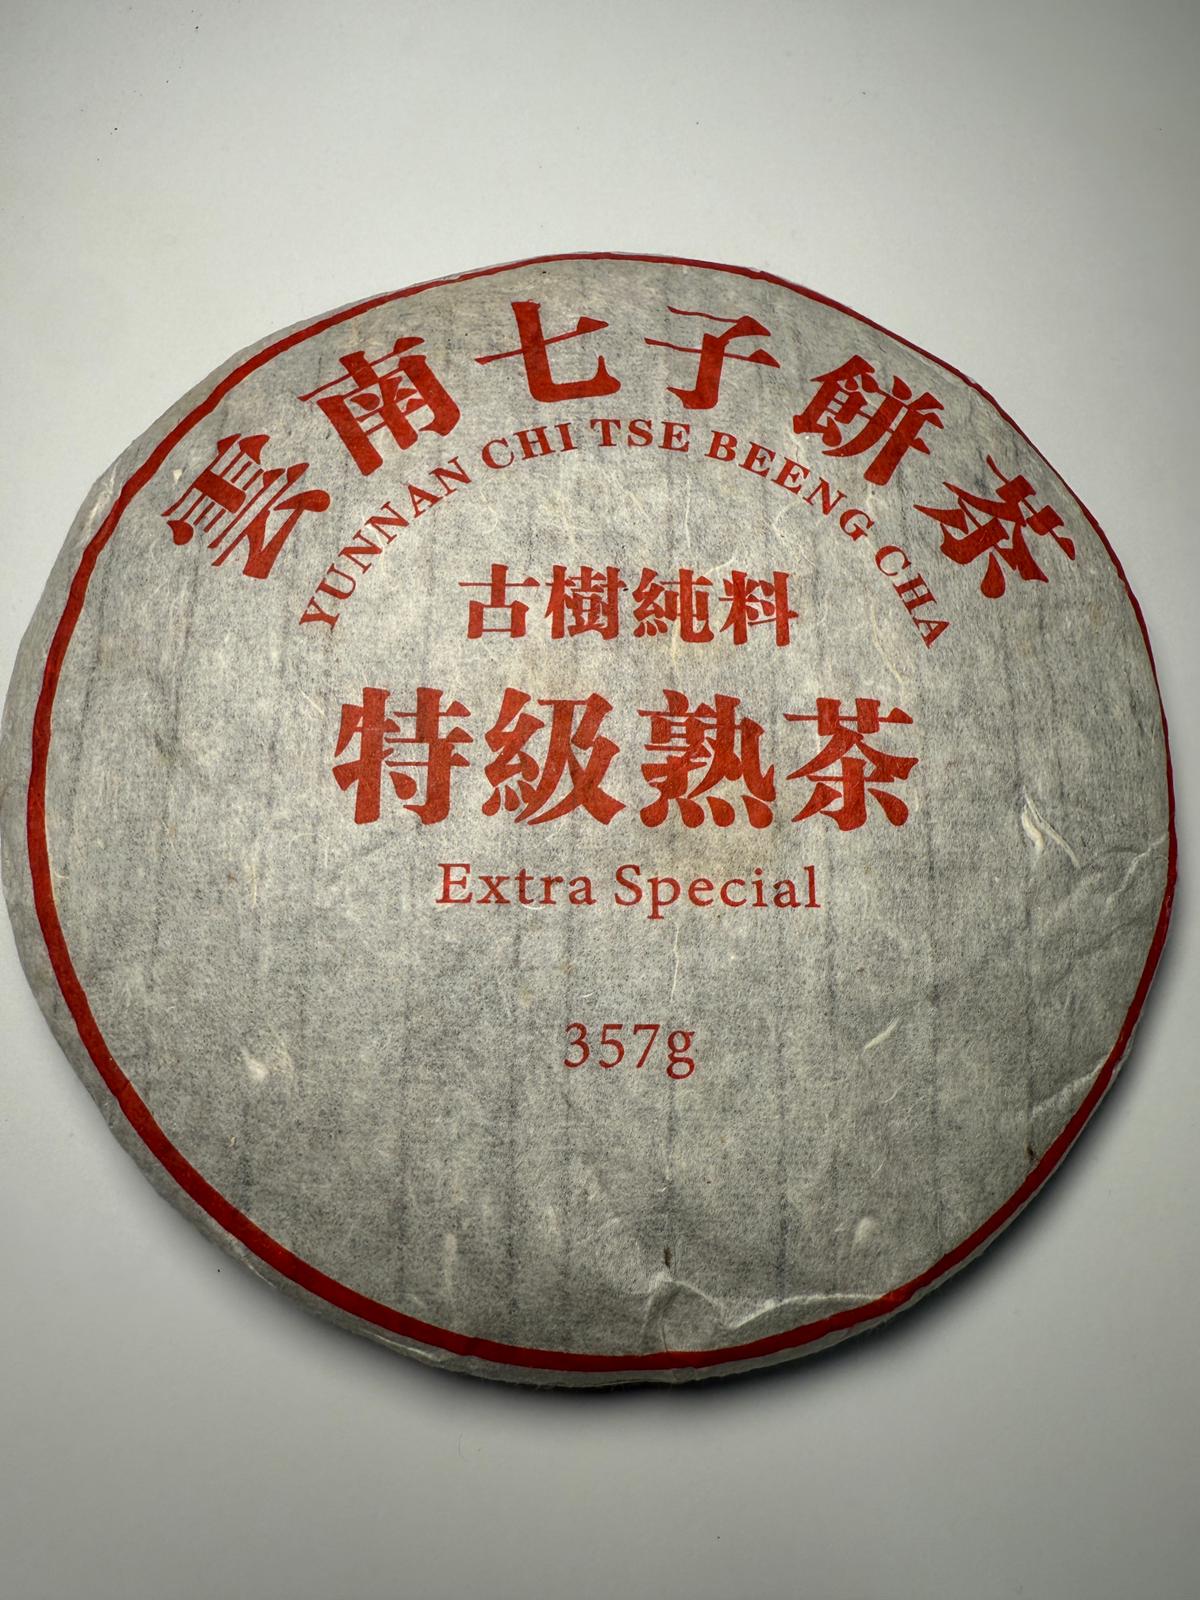 雲南七子餅茶
YUNNAN CHI TSE BEENG CHA
古樹純料
特級熟茶
Extra Special
357g